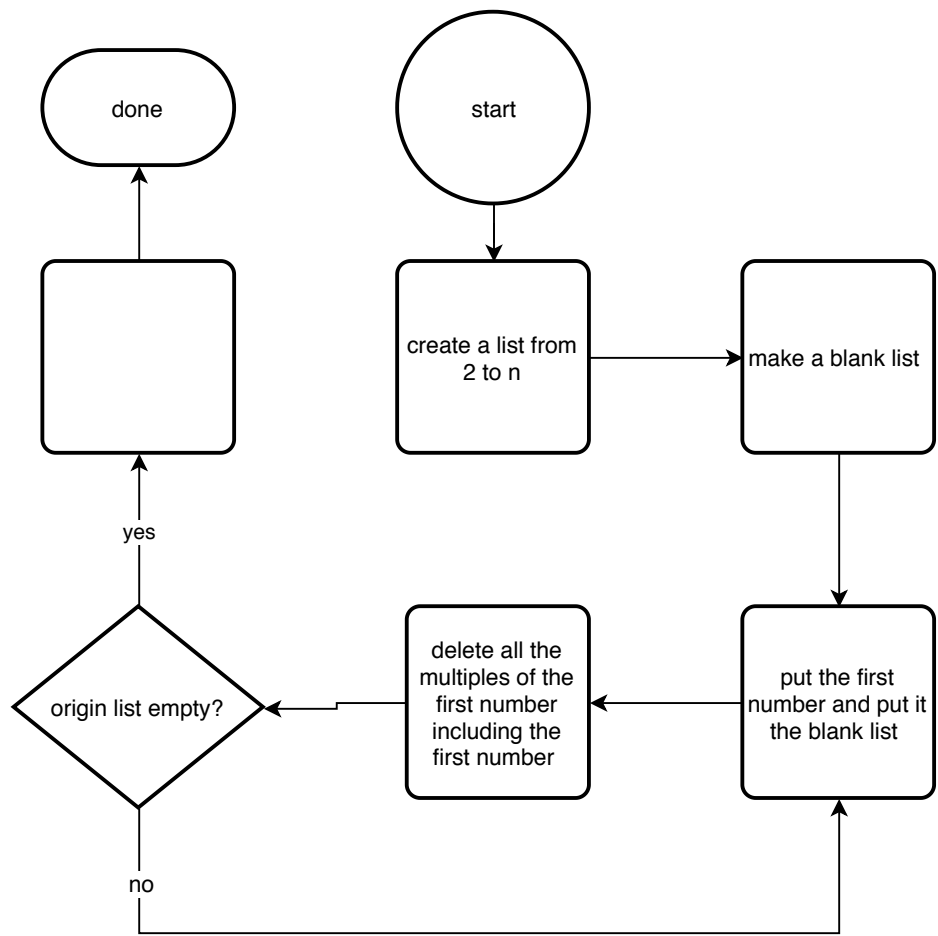 done
start
create a list from
2 to n
make a blank list
yes
origin list empty?
delete all the
multiples of the
first number
including the
first number
put the first
number and put it
the blank list
no